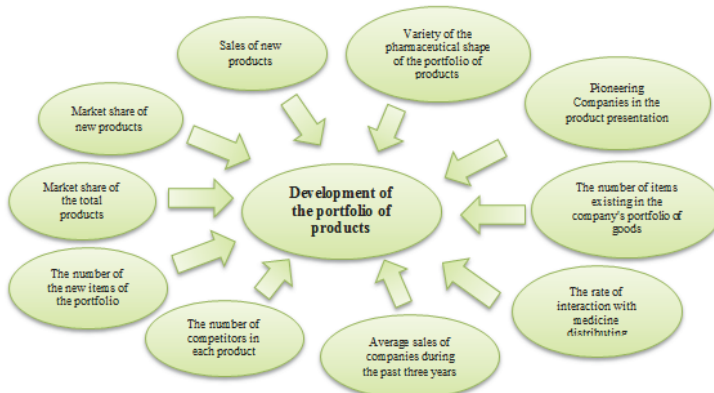 Sales of new
products
Variety of the
pharmaceutical shape
of the portfolio of
products
Pioneering
Companies in the
product presentation
Market share of
new products
Market share of
the total
products
Development of
the portfolio of
products
The number of items
existing in the
company's portfolio of
goods
The number of
the new items of
the portfolio
The number of
competitors in
each product
Average sales of
companies during
the past three years
The rate of
interaction with
medicine distributing